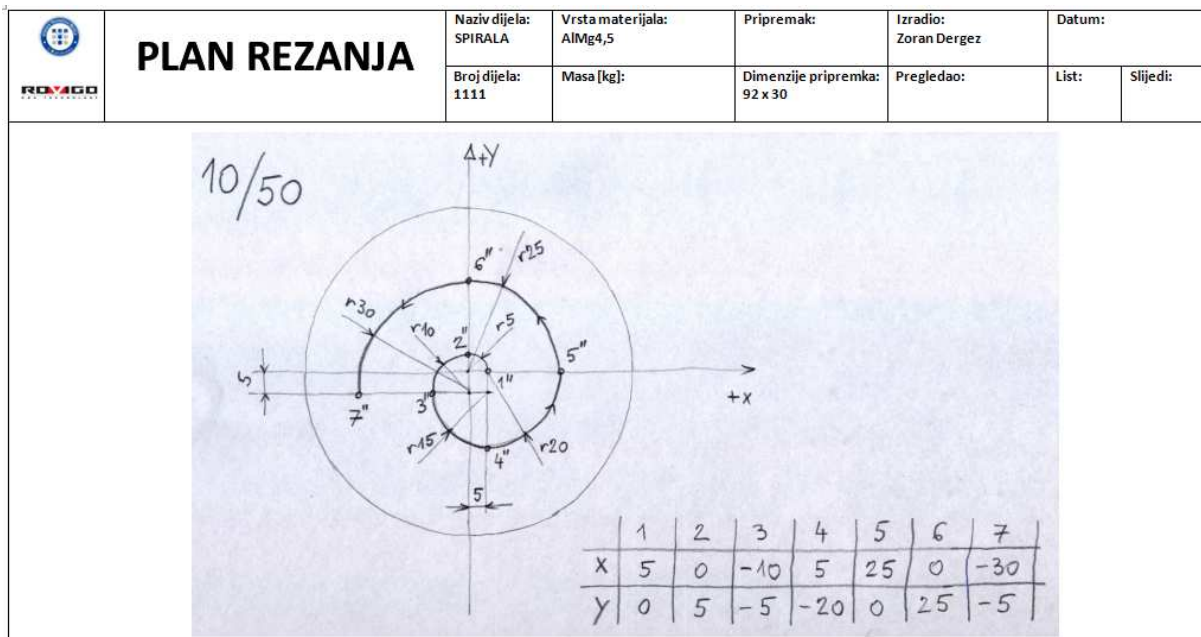 PLAN REZANJA
Naziv dijela:
SPIRALA
Vrsta materijala:
AlMg4,5
Pripremak:
Izradio:
Zoran Dergez
Datum:
ROVAGO
Broj dijela:
1111
Masa [kg]:
Dimenzije pripremka:
92 x 30
Pregledao:
List:
Slijedi:
10/50
+Y
6"
r25
r30
r10
2"
r5
5"
5
1"
+x
7"
3"
r15
4"
r20
5
1 2 3 4 5 6 7
X 5 0 -10 5 25 0 -30
Y 0 5 -5 -20 0 25 -5